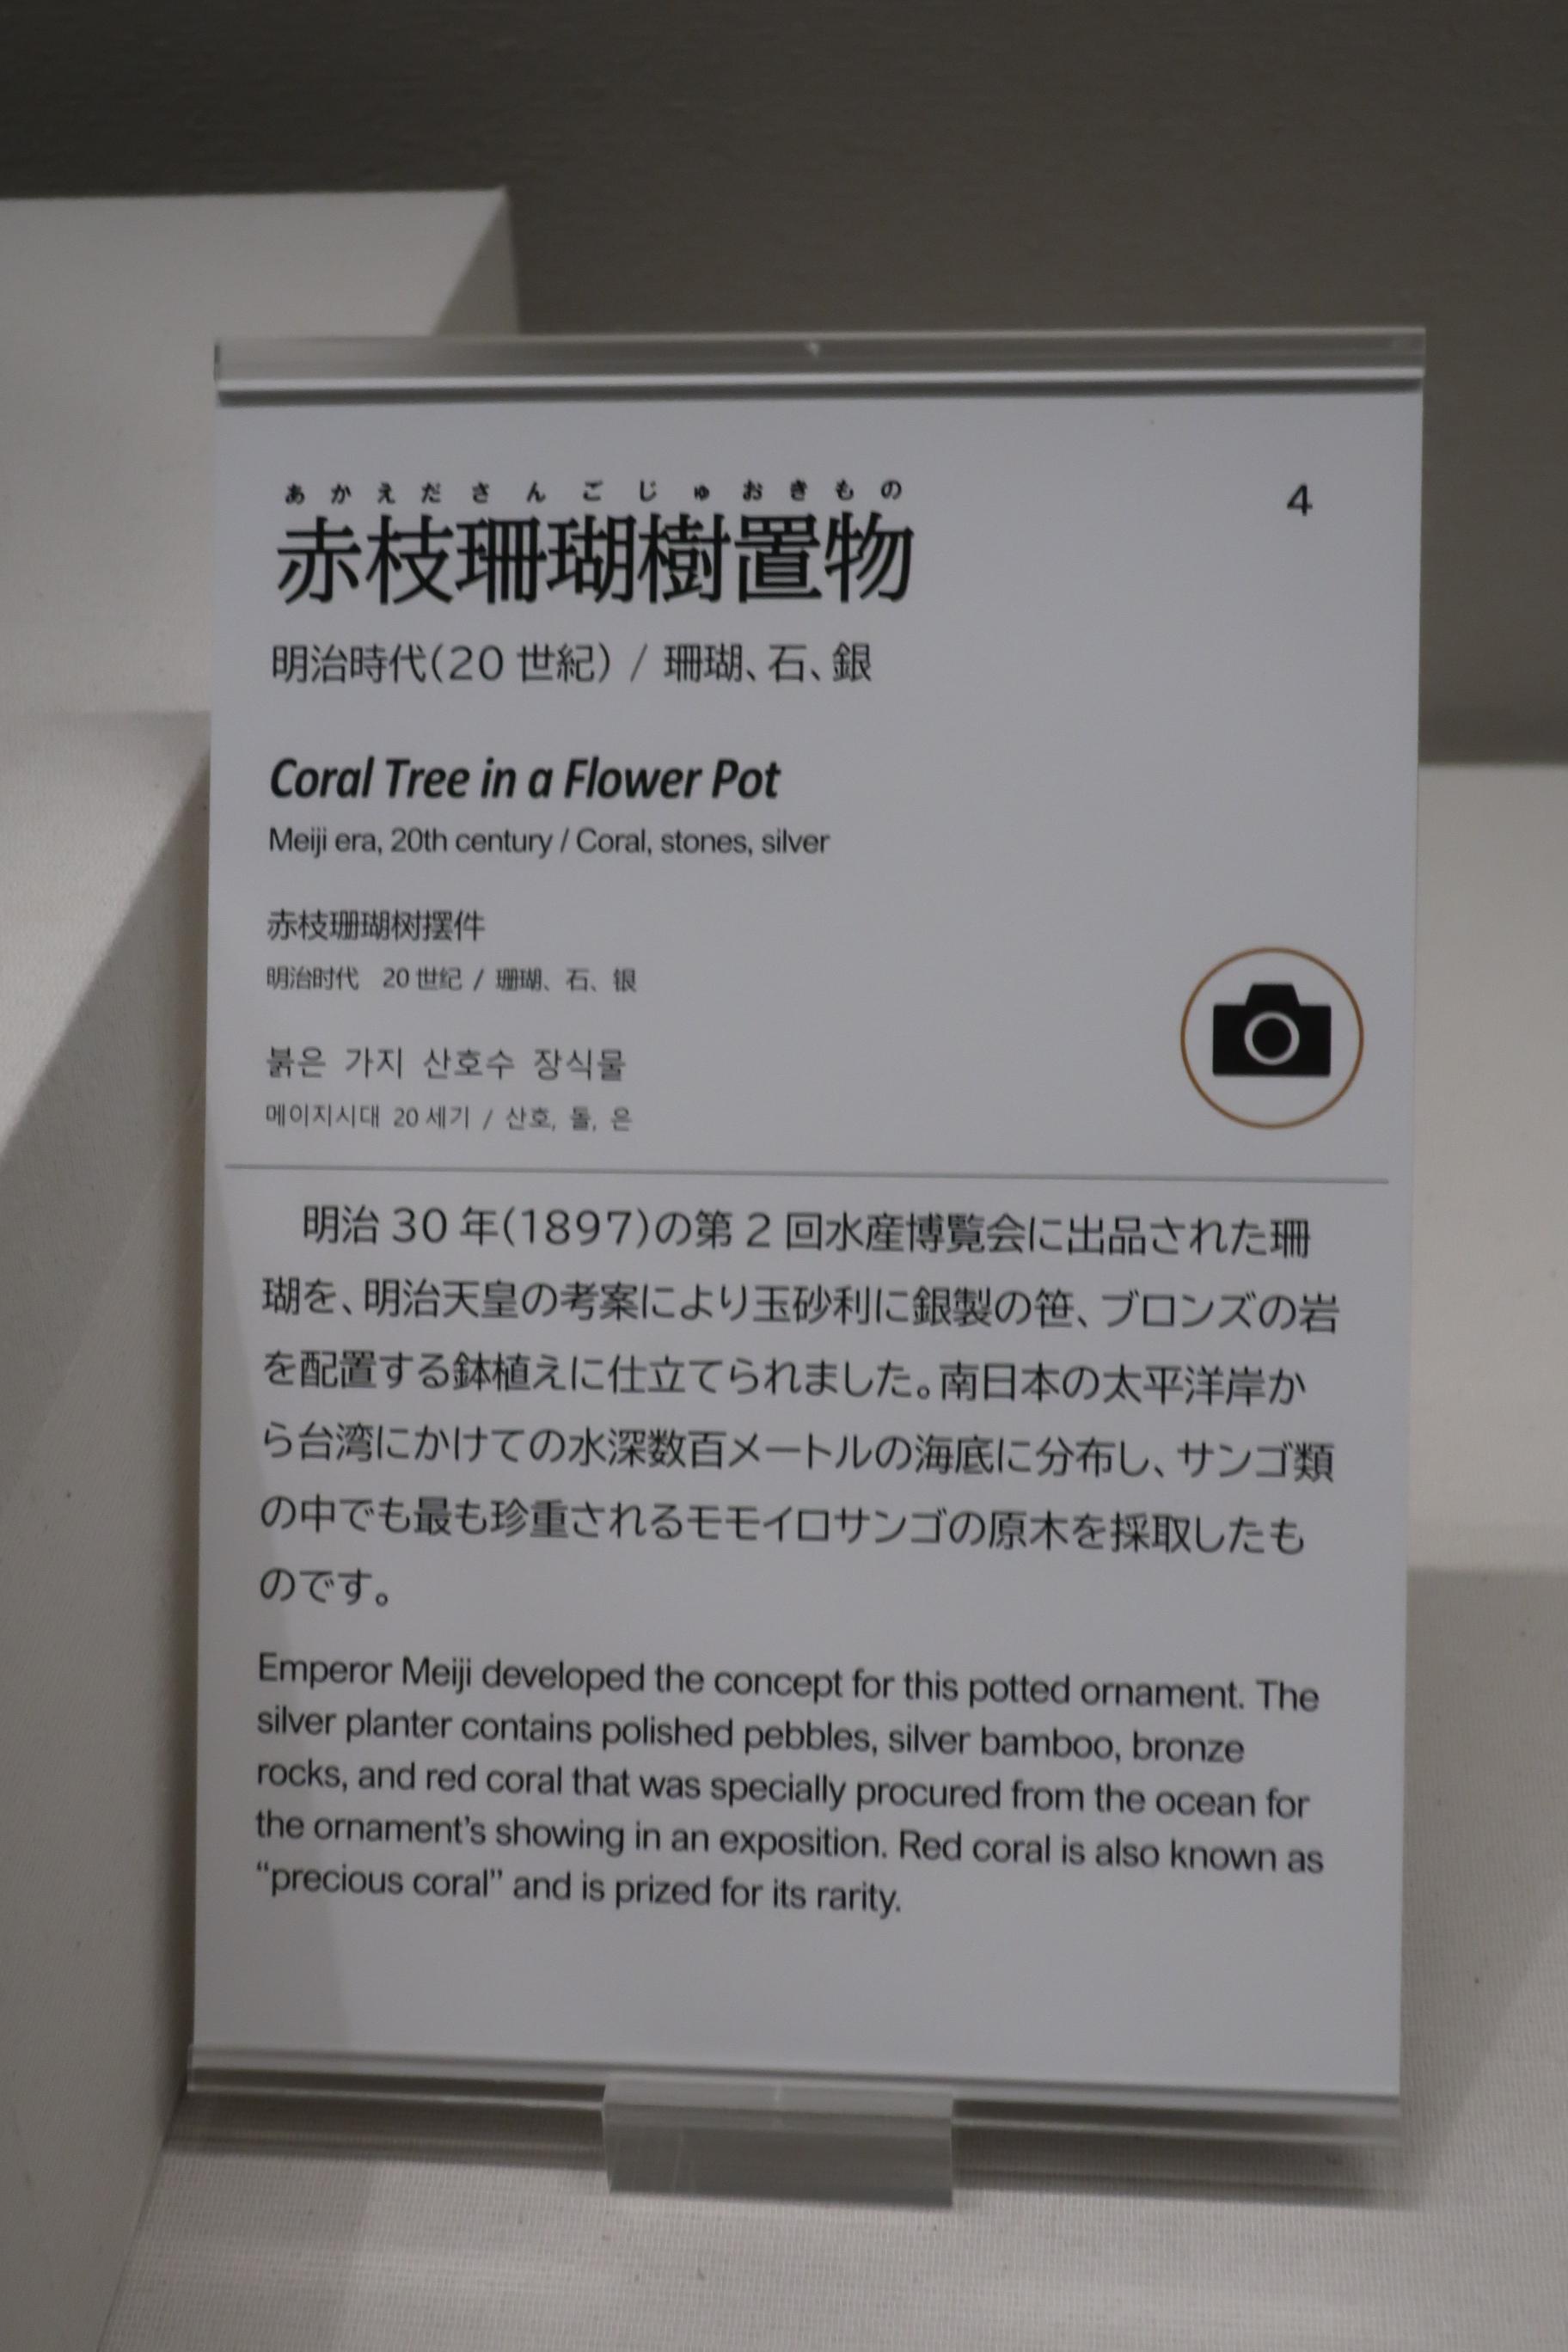 あかえださんごじゅおきもの
赤枝珊瑚樹置物
4
明治時代(20世紀) / 珊瑚、石、銀
Coral Tree in a Flower Pot
Meiji era, 20th century / Coral, stones, silver
赤枝珊瑚树摆件
明治时代 20世纪 / 珊瑚、石、银
붉은 가지 산호수 장식물
메이지시대 20세기 / 산호, 돌, 은
明治30年(1897)の第2回水産博覧会に出品された珊
瑚を、明治天皇の考案により玉砂利に銀製の笹、ブロンズの岩
を配置する鉢植えに仕立てられました。南日本の太平洋岸か
ら台湾にかけての水深数百メートルの海底に分布し、サンゴ類
の中でも最も珍重されるモモイロサンゴの原木を採取したも
のです。
Emperor Meiji developed the concept for this potted ornament. The
silver planter contains polished pebbles, silver bamboo, bronze
rocks, and red coral that was specially procured from the ocean for
the ornament's showing in an exposition. Red coral is also known as
“precious coral” and is prized for its rarity.